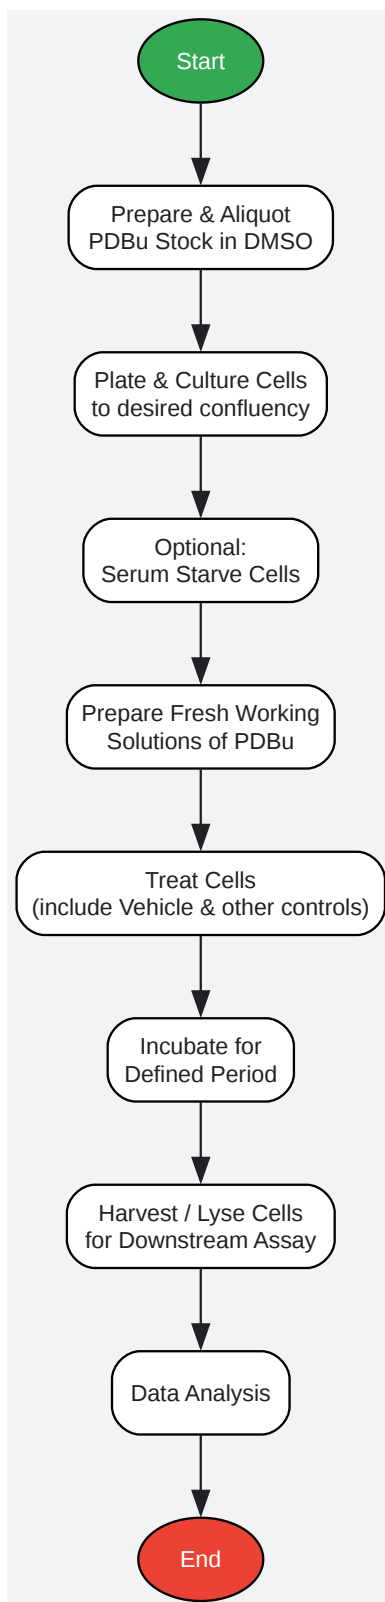 Start
Prepare & Aliquot
PDBu Stock in DMSO
Plate & Culture Cells
to desired confluency
Optional:
Serum Starve Cells
Prepare Fresh Working
Solutions of PDBu
Treat Cells
(include Vehicle & other controls)
Incubate for
Defined Period
Harvest / Lyse Cells
for Downstream Assay
Data Analysis
End